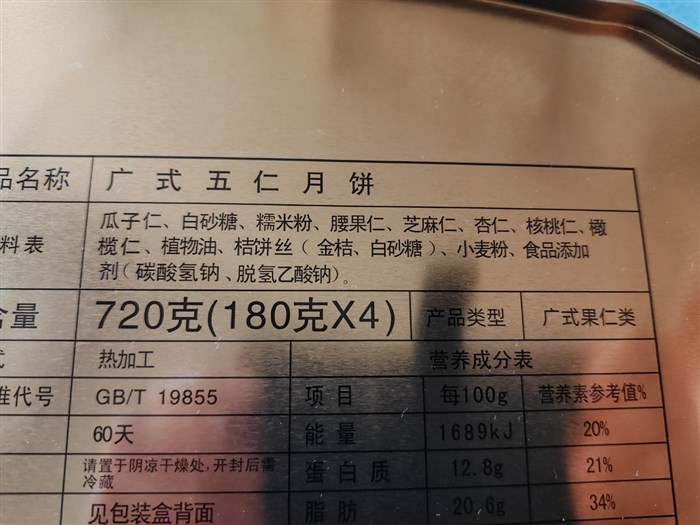 品名称 广式五仁月饼
料表 瓜子仁、白砂糖、糯米粉、腰果仁、芝麻仁、杏仁、核桃仁、橄
榄仁、植物油、桔饼丝(金桔、白砂糖)、小麦粉、食品添加
剂(碳酸氢钠、脱氢乙酸钠)。
含量 720克(180克X4) 产品类型 广式果仁类
式 热加工 营养成分表
准代号 GB/T 19855 项目 每100g 营养素参考值%
60天 能量 1689kJ 20%
请置于阴凉干燥处,开封后需
冷藏 蛋白质 12.8g 21%
见包装盒背面 脂肪 20.6g 34%